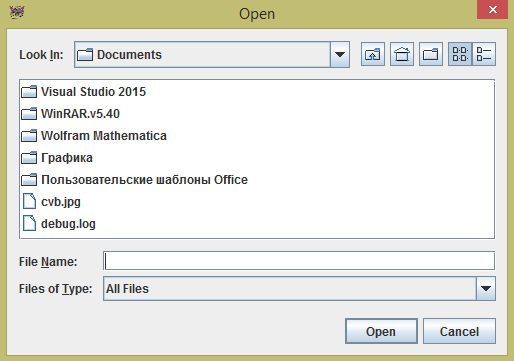 Open
Look In: Documents
Visual Studio 2015
WinRAR.v5.40
Wolfram Mathematica
Графика
Пользовательские шаблоны Office
cvb.jpg
debug.log
File Name:
Files of Type: All Files
Open Cancel